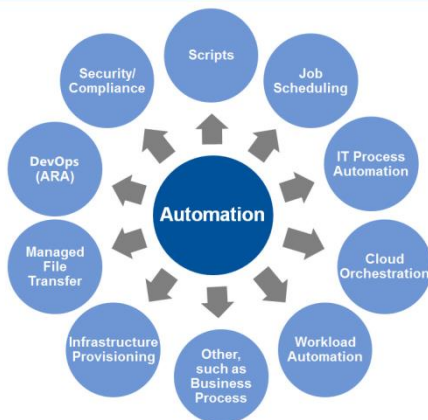 Scripts
Job
Scheduling
IT Process
Automation
Cloud
Orchestration
Workload
Automation
Other,
such as
Business
Process
Infrastructure
Provisioning
Managed
File
Transfer
DevOps
(ARA)
Security/
Compliance
Automation